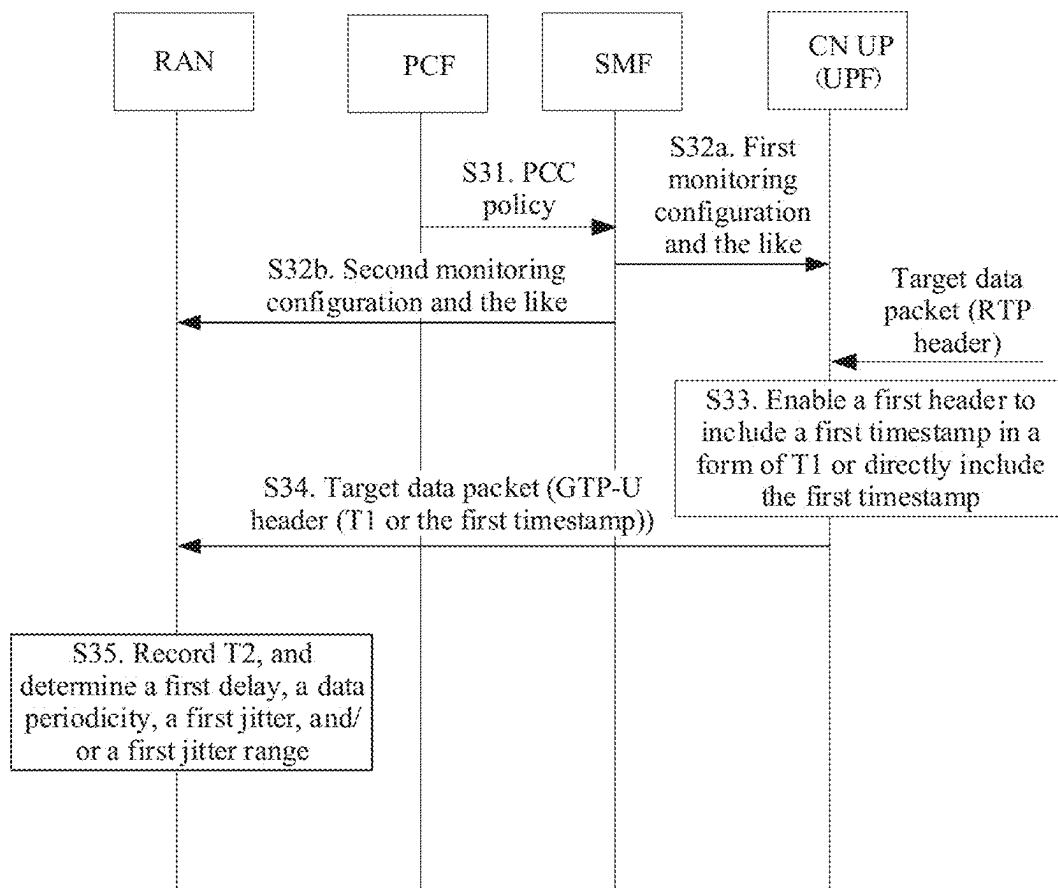 RAN
PCF
SMF
CN UP
(UPF)
S31. PCC
policy
S32a. First
monitoring
configuration
and the like
S32b. Second monitoring
configuration and the like
Target data
packet (RTP
header)
S33. Enable a first header to
include a first timestamp in a
form of T1 or directly include
the first timestamp
S34. Target data packet (GTP-U
header (T1 or the first timestamp))
S35. Record T2, and
determine a first delay, a data
periodicity, a first jitter, and/
or a first jitter range